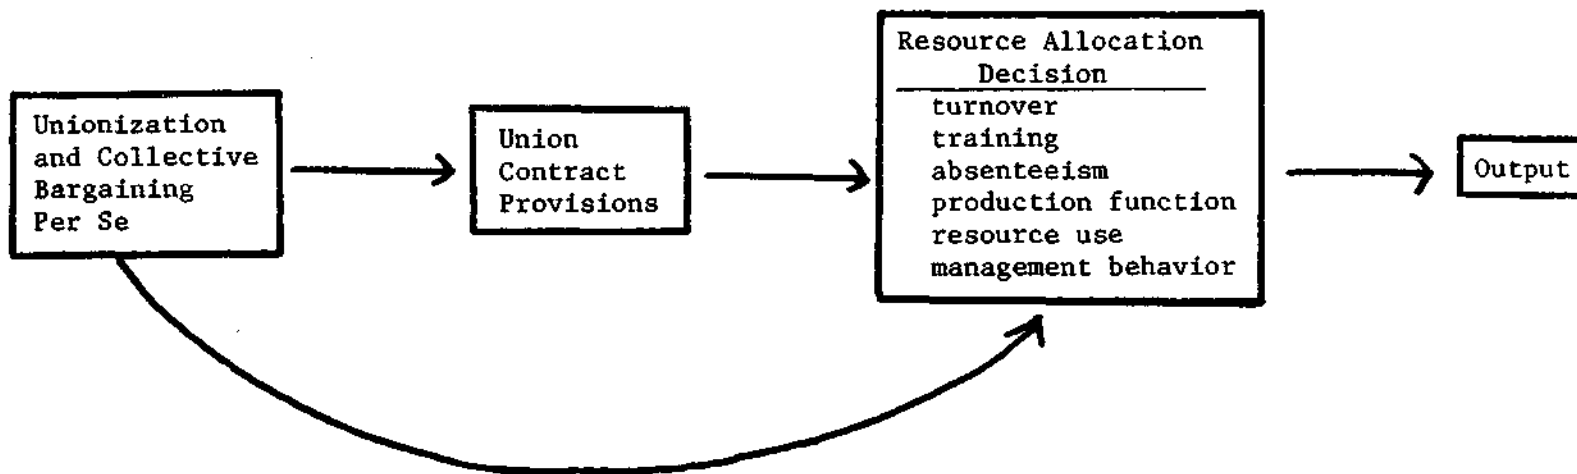 Unionization
and Collective
Bargaining
Per Se
Union
Contract
Provisions
Resource Allocation
Decision
turnover
training
absenteeism
production function
resource use
management behavior
Output